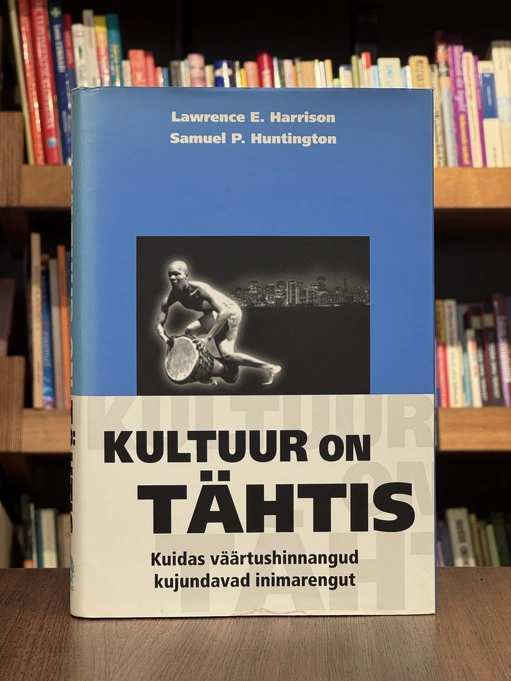 Lawrence E. Harrison
Samuel P. Huntington
KULTUUR ON
TÄHTIS
Kuidas väärtushinnangud
kujundavad inimarengut